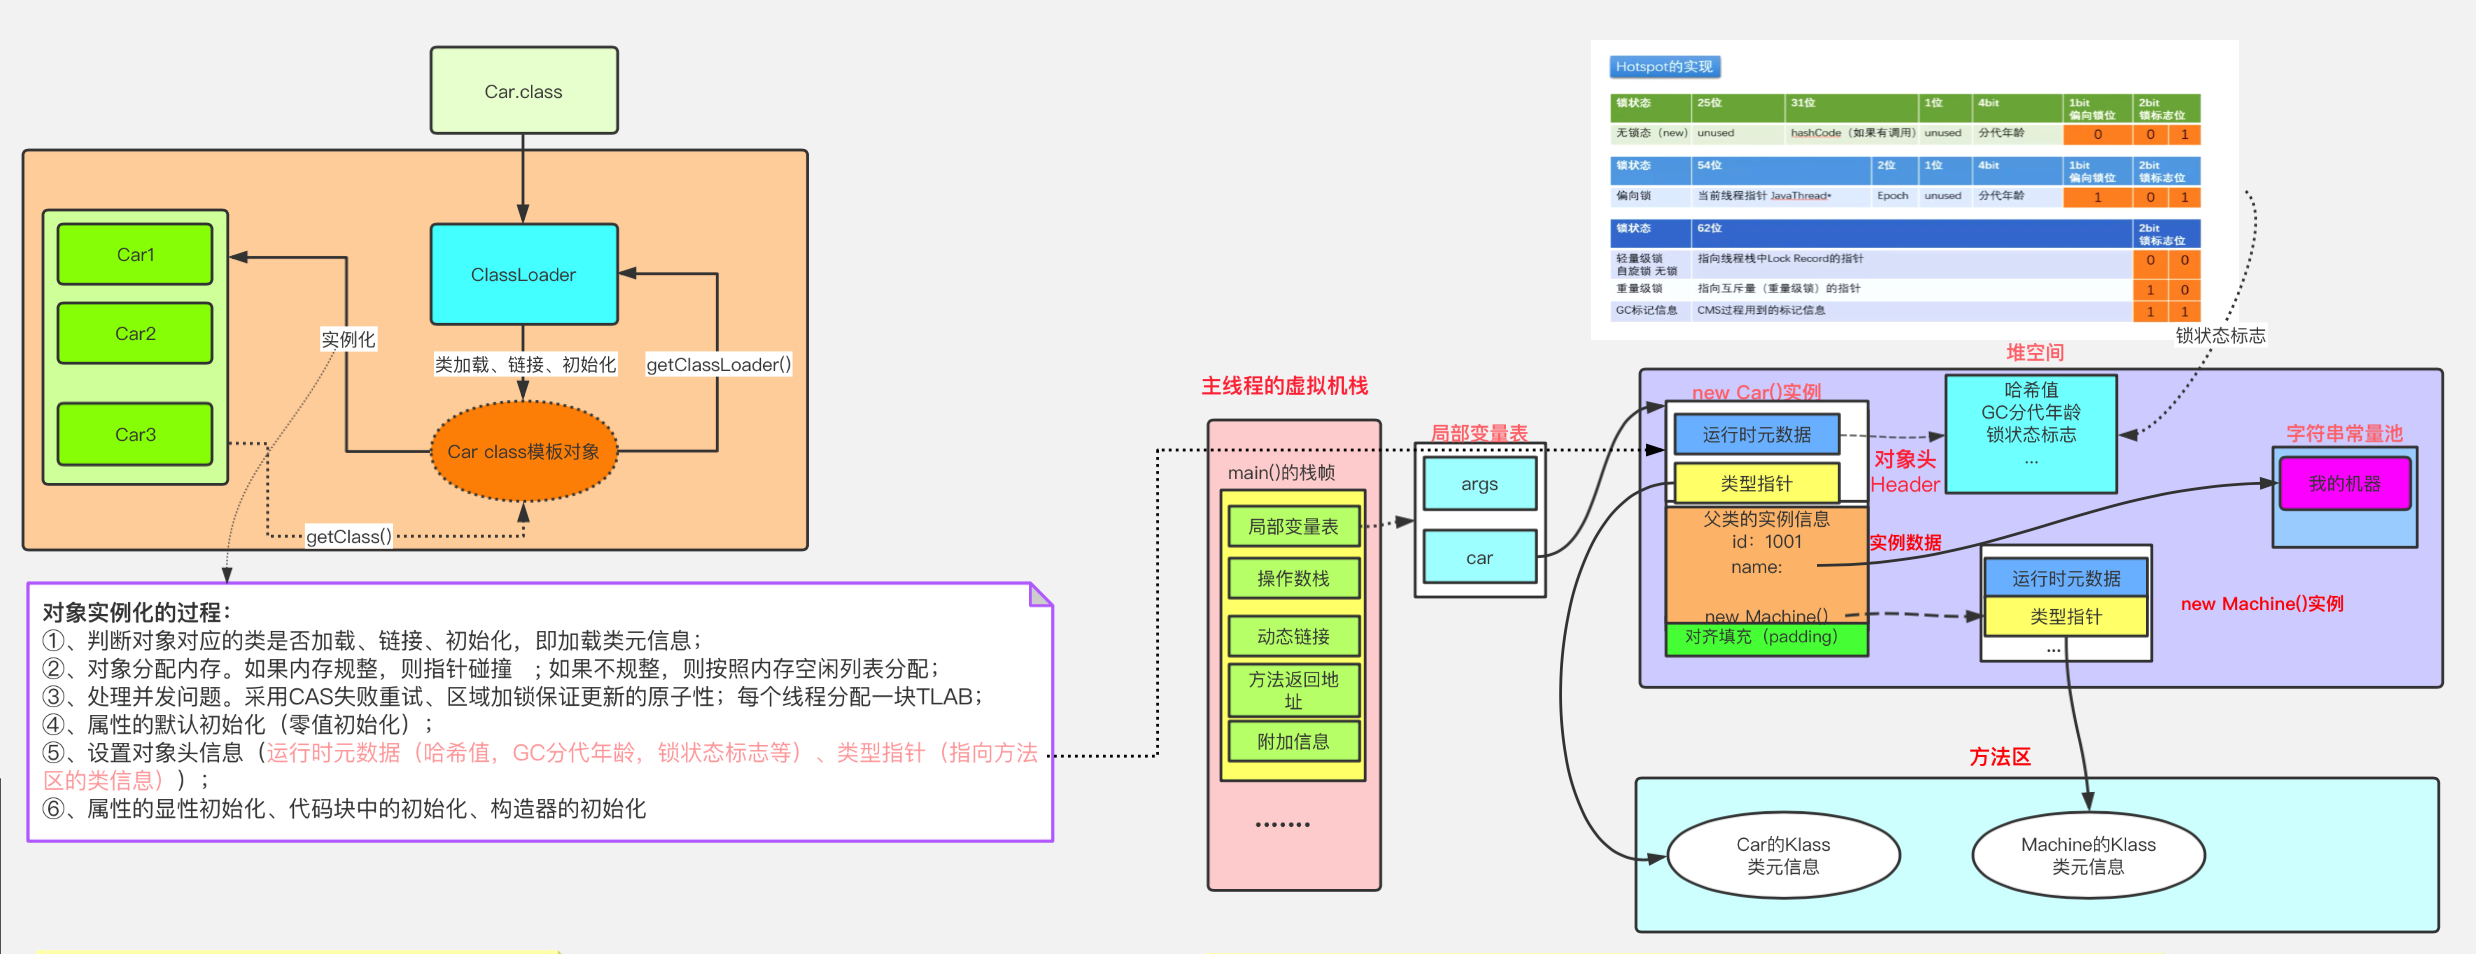 Car.class
Car1
Car2
Car3
ClassLoader
实例化
类加载、链接、初始化
getClassLoader()
Car class模板对象
getClass()
对象实例化的过程：
①、判断对象对应的类是否加载、链接、初始化，即加载类元信息；
②、对象分配内存。如果内存规整，则指针碰撞　；如果不规整，则按照内存空闲列表分配；
③、处理并发问题。采用CAS失败重试、区域加锁保证更新的原子性；每个线程分配一块TLAB；
④、属性的默认初始化（零值初始化）；
⑤、设置对象头信息（运行时元数据（哈希值，GC分代年龄，锁状态标志等）、类型指针（指向方法
区的类信息））；
⑥、属性的显性初始化、代码块中的初始化、构造器的初始化
主线程的虚拟机栈
main()的栈帧
局部变量表
操作数栈
动态链接
方法返回地
址
附加信息
.......
局部变量表
args
car
Hotspot的实现
锁状态 25位 31位 1位 4bit 1bit 2bit
偏向锁位 锁标志位
无锁态（new） unused hashCode（如果有调用） unused 分代年龄 0 0 1
锁状态 54位 2位 1位 4bit 1bit 2bit
偏向锁位 锁标志位
偏向锁 当前线程指针 JavaThread* Epoch unused 分代年龄 1 0 1
锁状态 62位 2bit
锁标志位
轻量级锁 指向线程栈中Lock Record的指针 0 0
自旋锁 无锁
重量级锁 指向互斥量（重量级锁）的指针 1 0
GC标记信息 CMS过程用到的标记信息 1 1
锁状态标志
堆空间
new Car()实例
运行时元数据
类型指针
对象头
Header
哈希值
GC分代年龄
锁状态标志
...
字符串常量池
我的机器
父类的实例信息
id：1001
name:
new Machine()
实例数据
对齐填充（padding）
运行时元数据
类型指针
...
new Machine()实例
方法区
Car的Klass
类元信息
Machine的Klass
类元信息